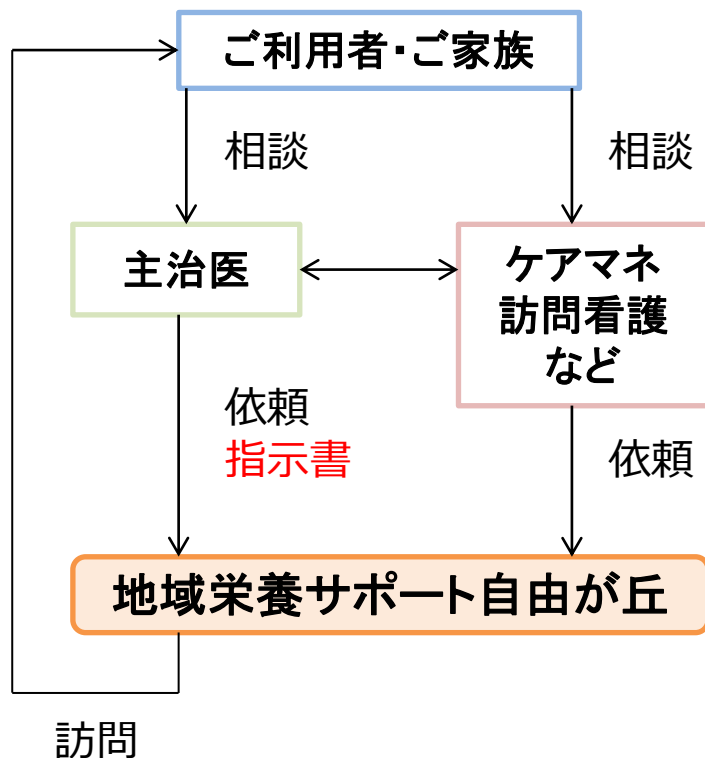 ご利用者・ご家族
相談
相談
主治医
ケアマネ
訪問看護
など
依頼
指示書
依頼
地域栄養サポート自由が丘
訪問